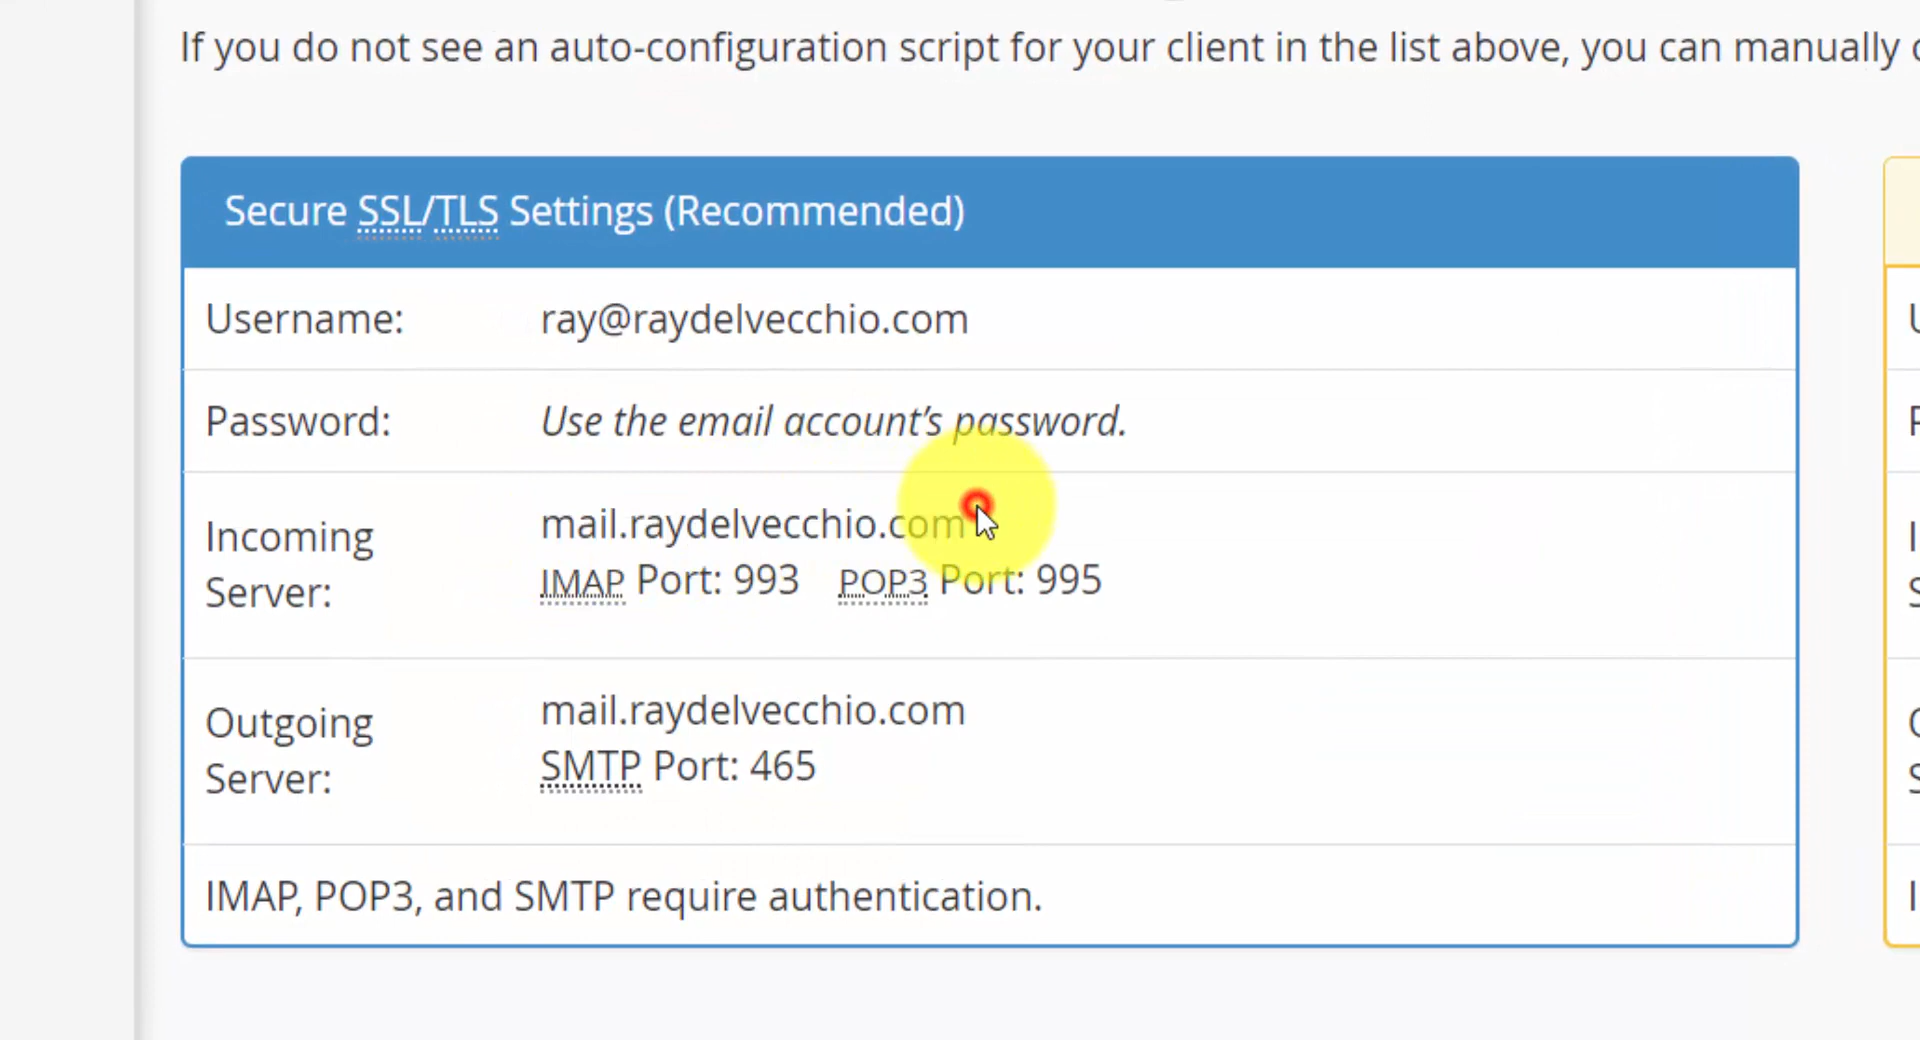 If you do not see an auto-configuration script for your client in the list above, you can manually
Secure SSL/TLS Settings (Recommended)
Username: ray@raydelvecchio.com
Password: Use the email account's password.
Incoming Server: mail.raydelvecchio.com
IMAP Port: 993 POP3 Port: 995
Outgoing Server: mail.raydelvecchio.com
SMTP Port: 465
IMAP, POP3, and SMTP require authentication.